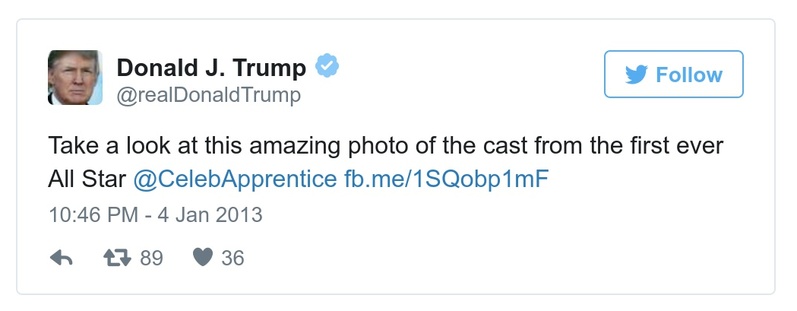 Donald J. Trump
@realDonaldTrump
Follow
Take a look at this amazing photo of the cast from the first ever
All Star @CelebApprentice fb.me/1SQobp1mF
10:46 PM - 4 Jan 2013
89 36